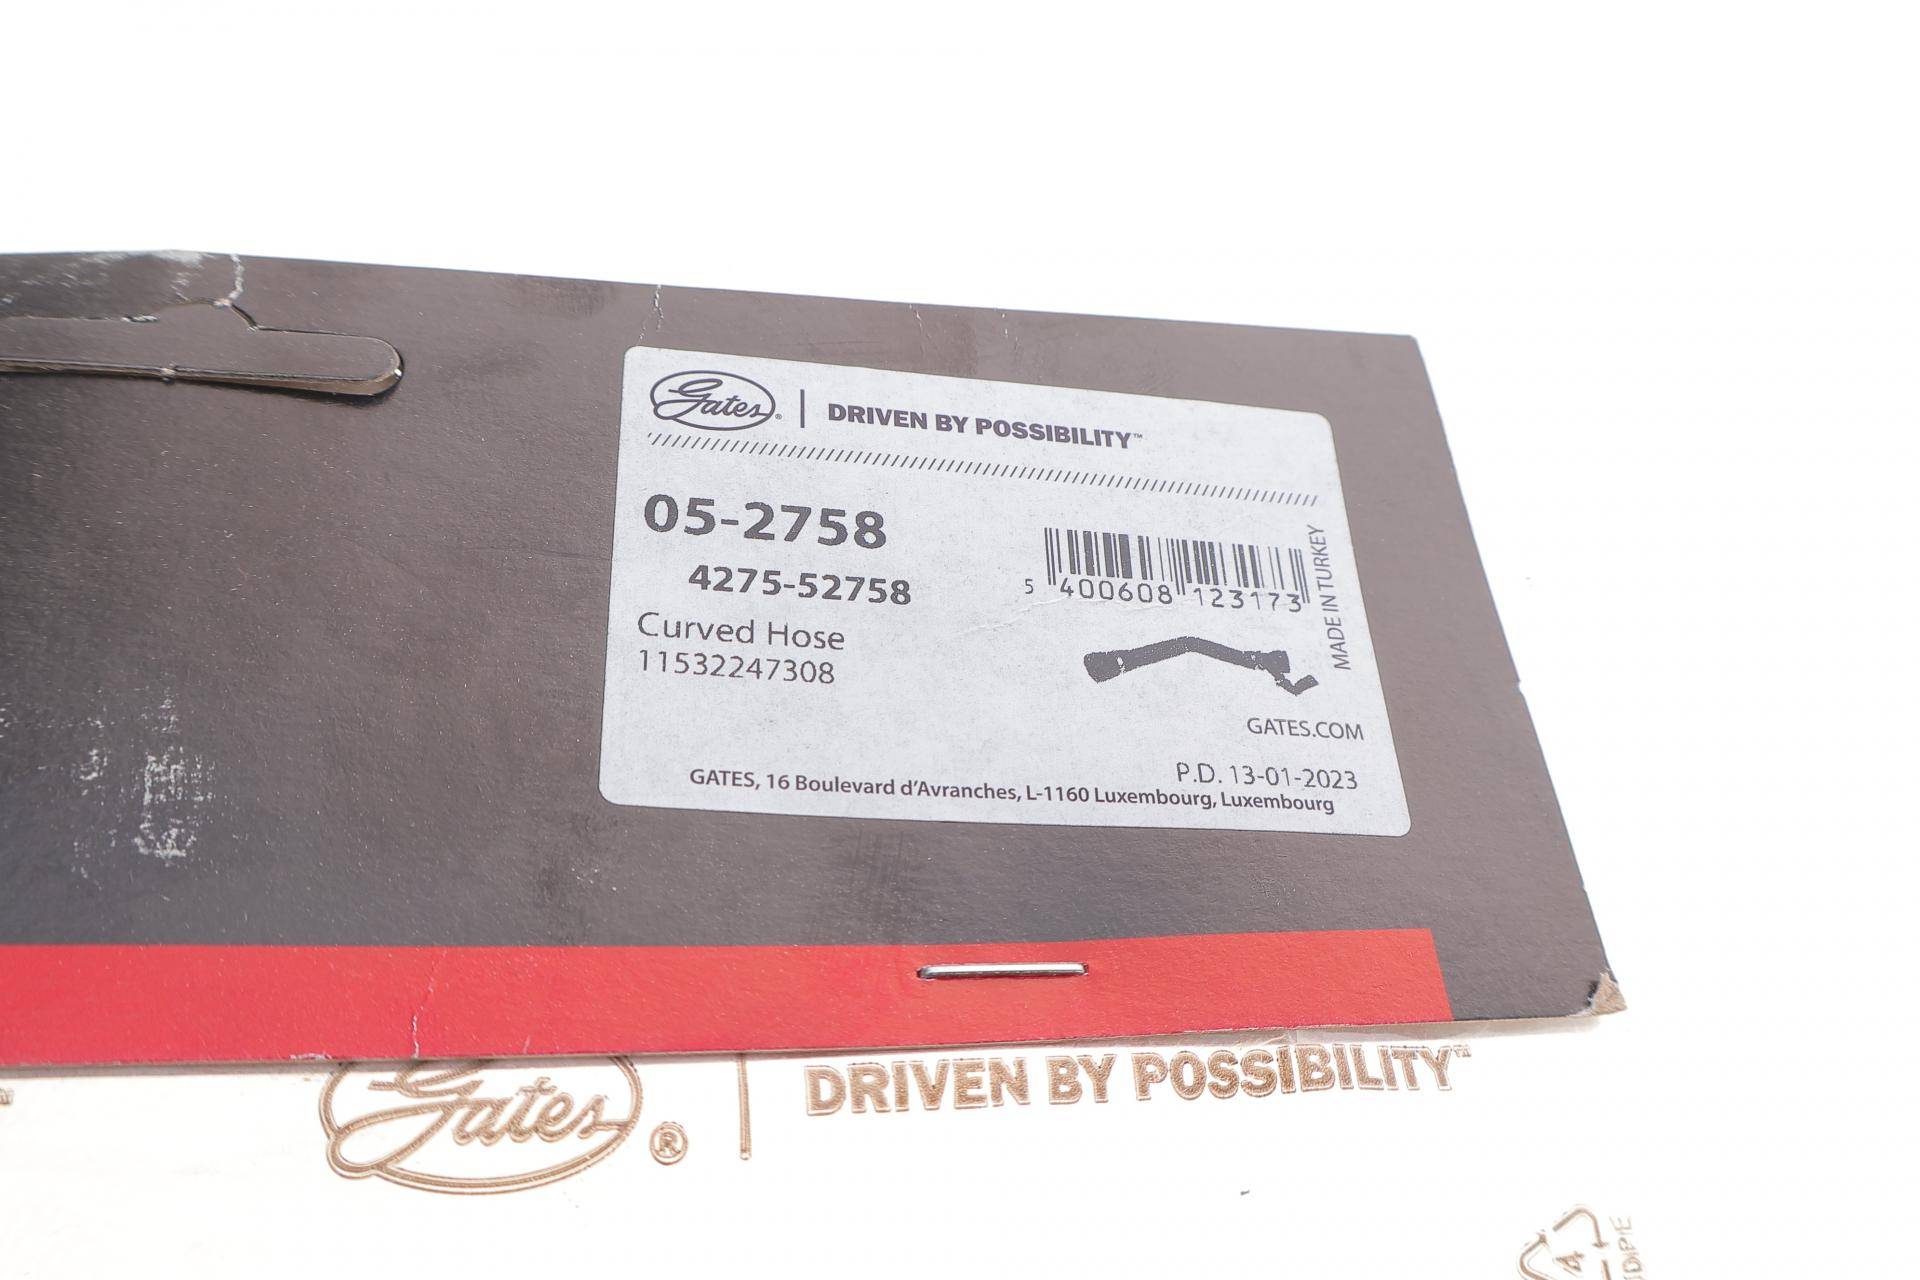 Gates® | DRIVEN BY POSSIBILITY™
05-2758
4275-52758
Curved Hose
11532247308
5 400608 123173
MADE IN TURKEY
GATES.COM
P.D. 13-01-2023
GATES, 16 Boulevard d'Avranches, L-1160 Luxembourg, Luxembourg
Gates® | DRIVEN BY POSSIBILITY™
4